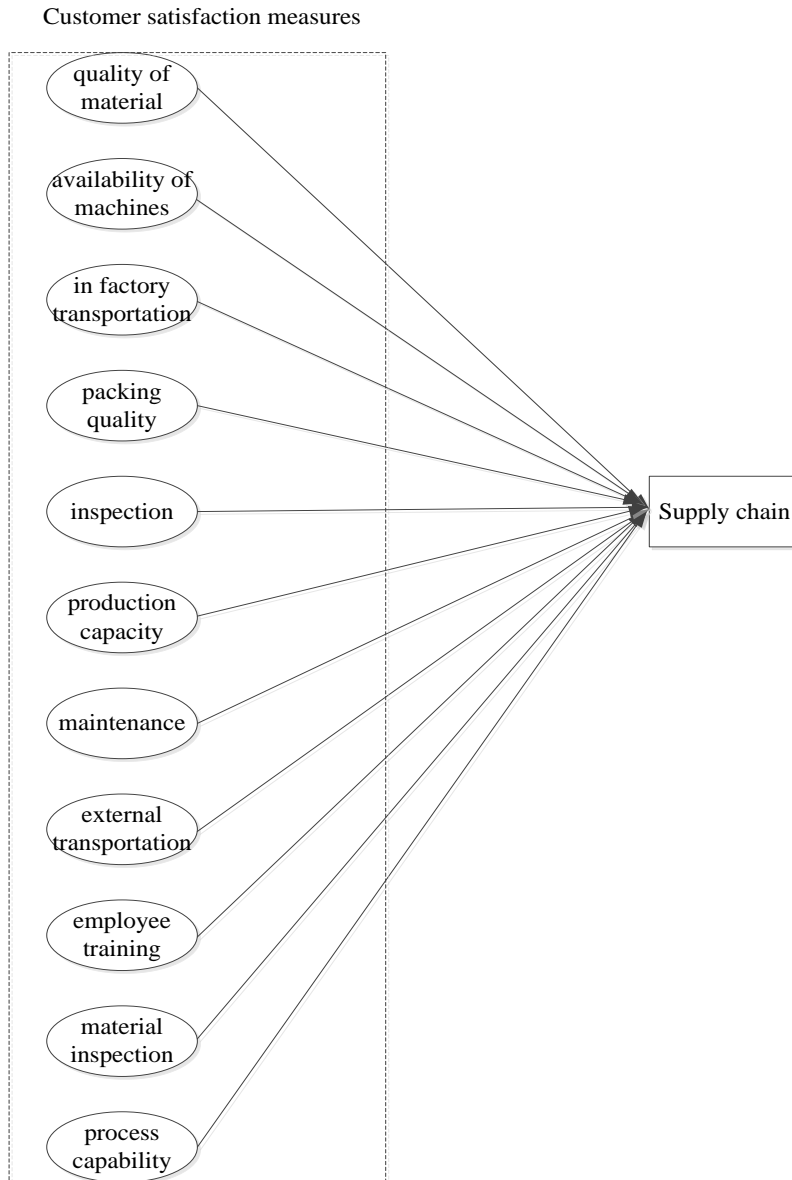 Customer satisfaction measures
quality of
material
availability of
machines
in factory
transportation
packing
quality
inspection
production
capacity
maintenance
external
transportation
employee
training
material
inspection
process
capability
Supply chain